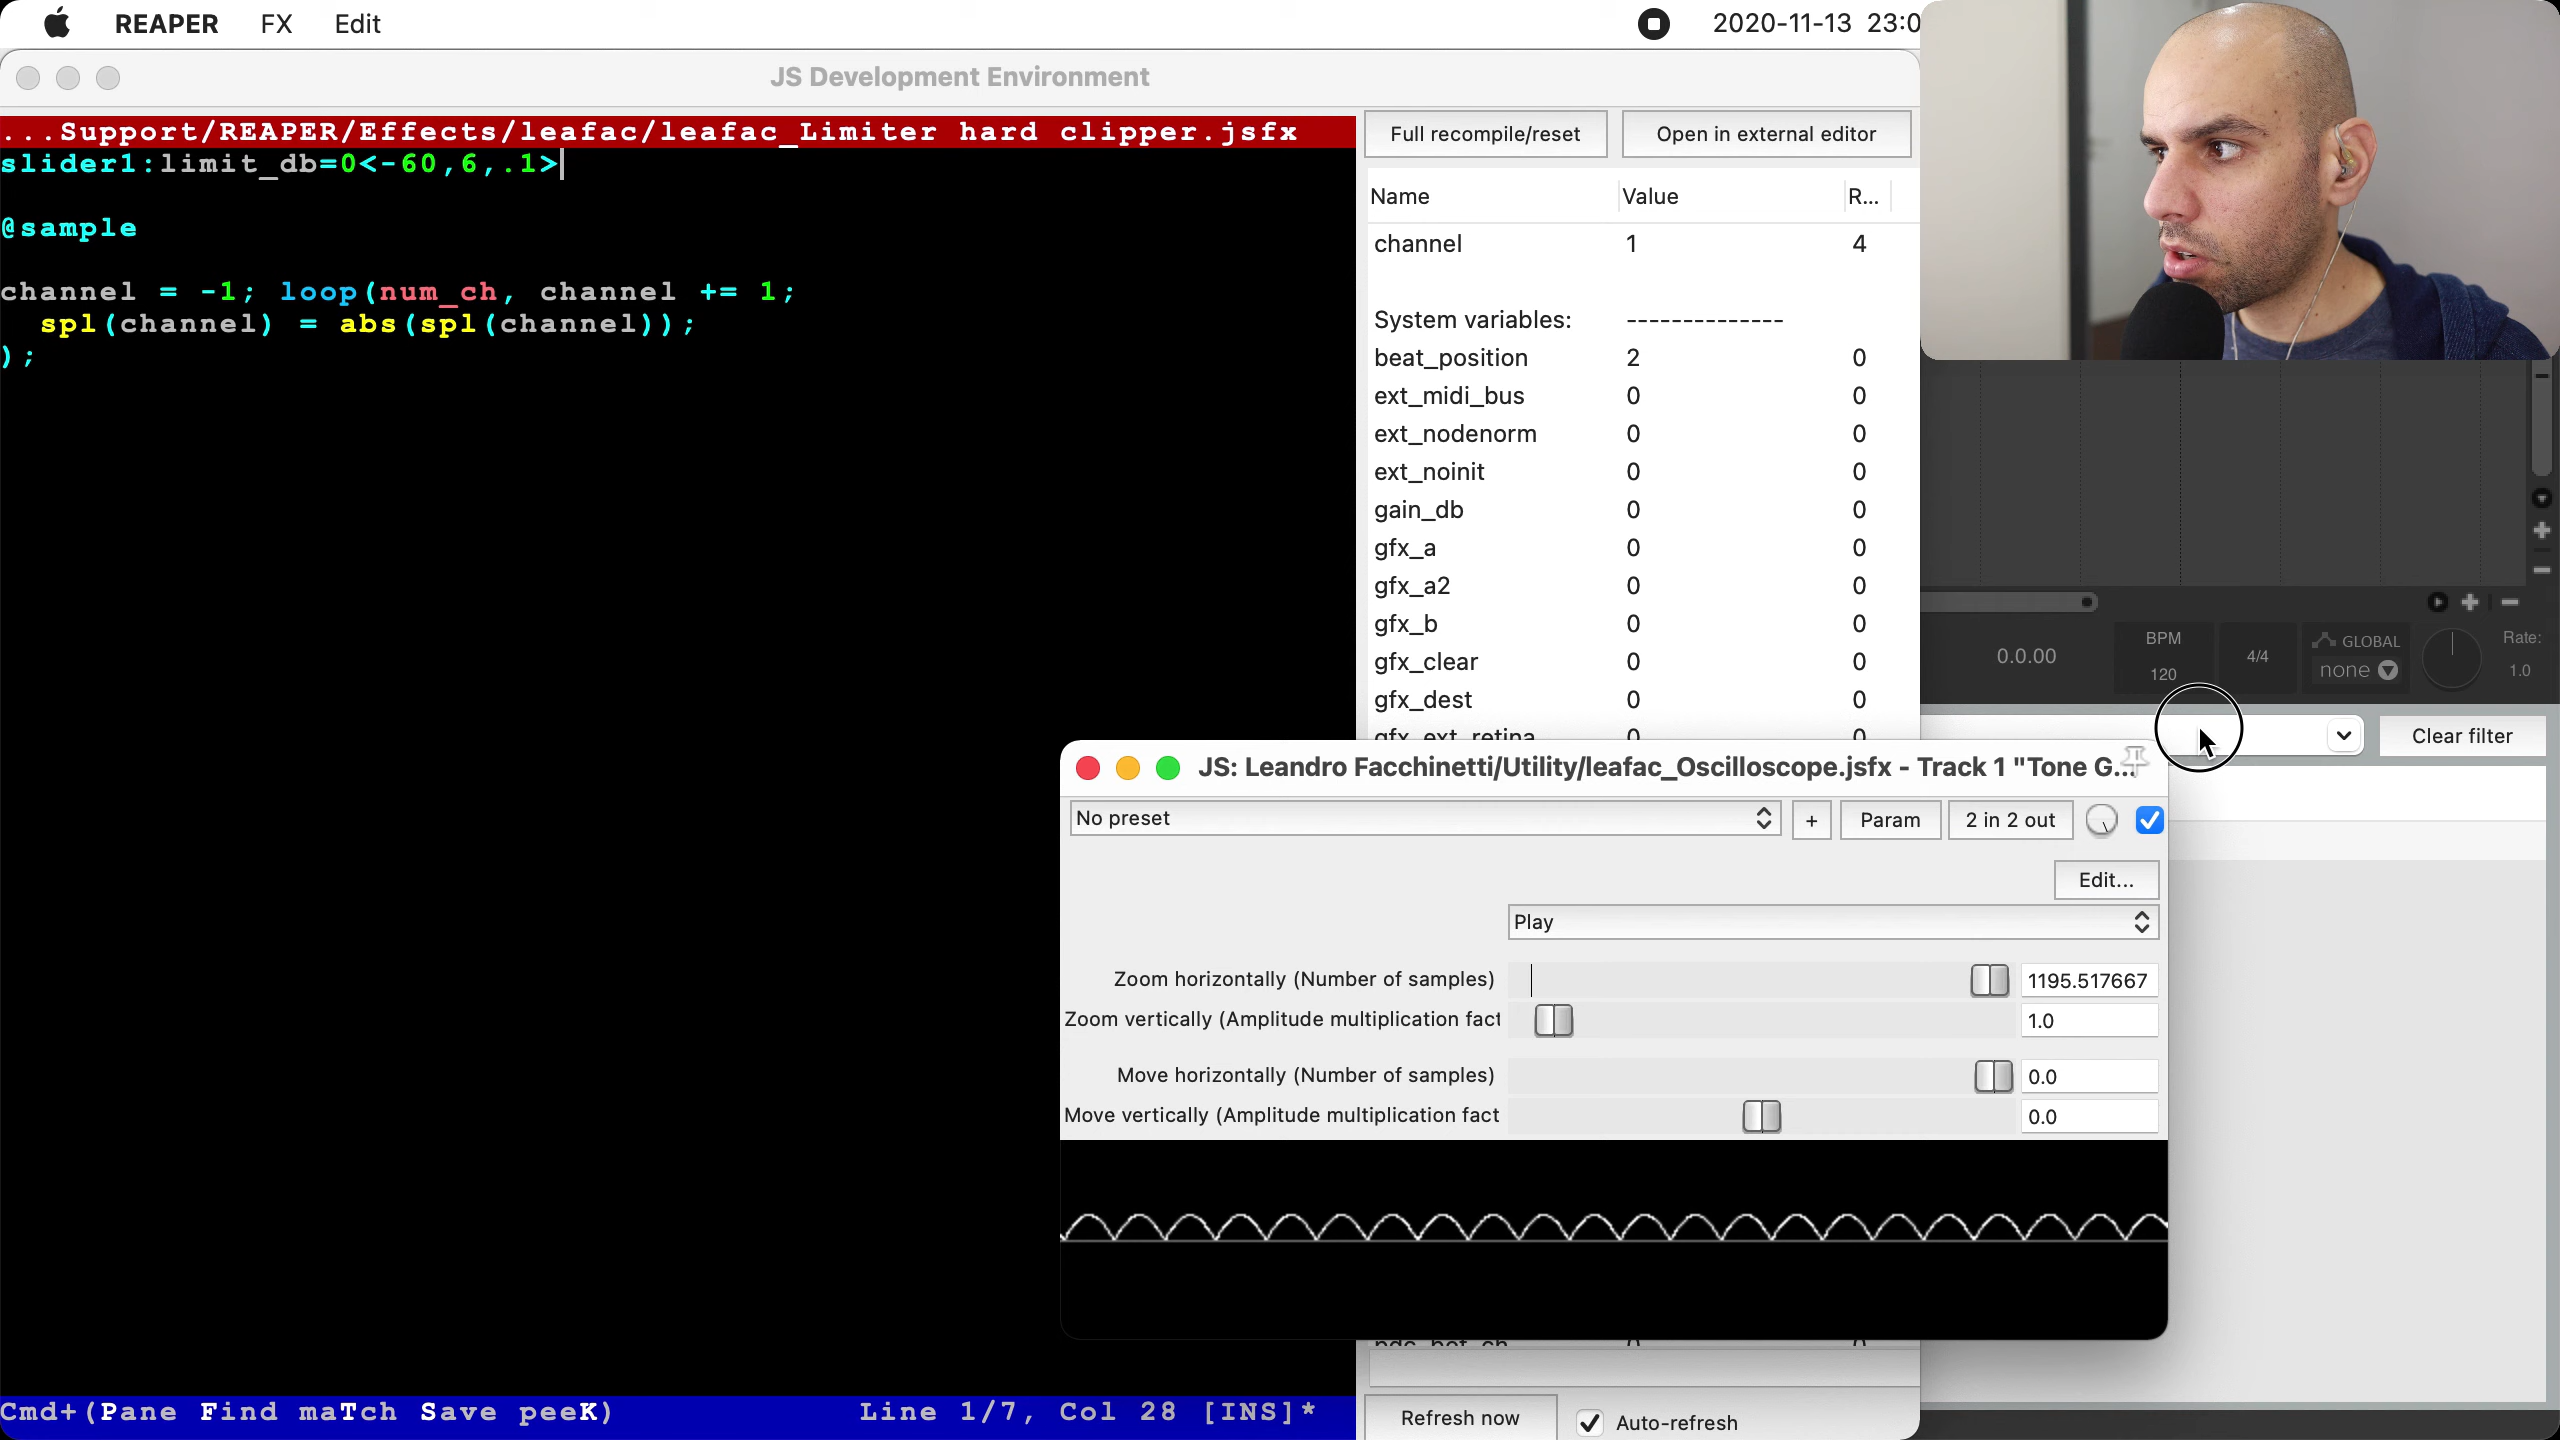 REAPER FX Edit
2020-11-13 23:0
JS Development Environment
...Support/REAPER/Effects/leafac/leafac_Limiter hard clipper.jsfx
slider1:limit_db=0<-60,6,.1>
@sample
channel = -1; loop(num_ch, channel += 1;
spl(channel) = abs(spl(channel));
);
Cmd+(Pane Find maTch Save peeK) Line 1/7, Col 28 [INS]*
Full recompile/reset Open in external editor
Name Value R...
channel 1 4
System variables: --------------
beat_position 2 0
ext_midi_bus 0 0
ext_nodenorm 0 0
ext_noinit 0 0
gain_db 0 0
gfx_a 0 0
gfx_a2 0 0
gfx_b 0 0
gfx_clear 0 0
gfx_dest 0 0
gfx_ext_retina 0 0
Refresh now Auto-refresh
0.0.00
BPM
120
4/4
GLOBAL
none
Rate:
1.0
Clear filter
JS: Leandro Facchinetti/Utility/leafac_Oscilloscope.jsfx - Track 1 "Tone G...
No preset + Param 2 in 2 out
Edit...
Play
Zoom horizontally (Number of samples) 1195.517667
Zoom vertically (Amplitude multiplication fact 1.0
Move horizontally (Number of samples) 0.0
Move vertically (Amplitude multiplication fact 0.0